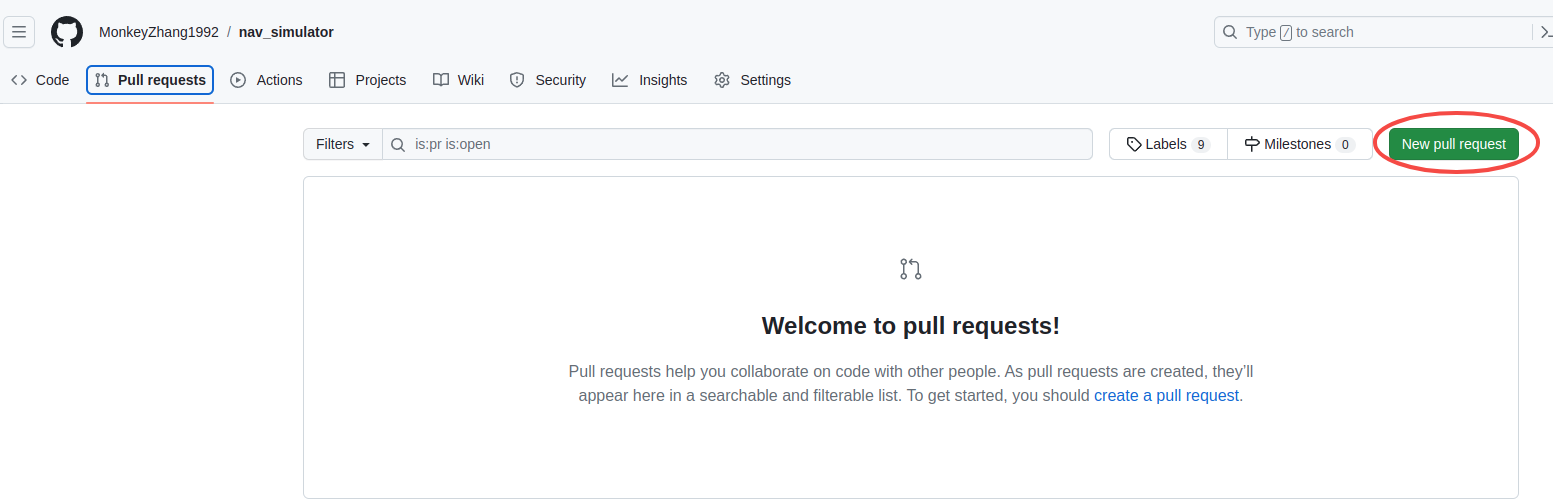 MonkeyZhang1992 / nav_simulator
Type / to search
Code Pull requests Actions Projects Wiki Security Insights Settings
Filters is:pr is:open Labels 9 Milestones 0 New pull request
Welcome to pull requests!
Pull requests help you collaborate on code with other people. As pull requests are created, they’ll
appear here in a searchable and filterable list. To get started, you should create a pull request.